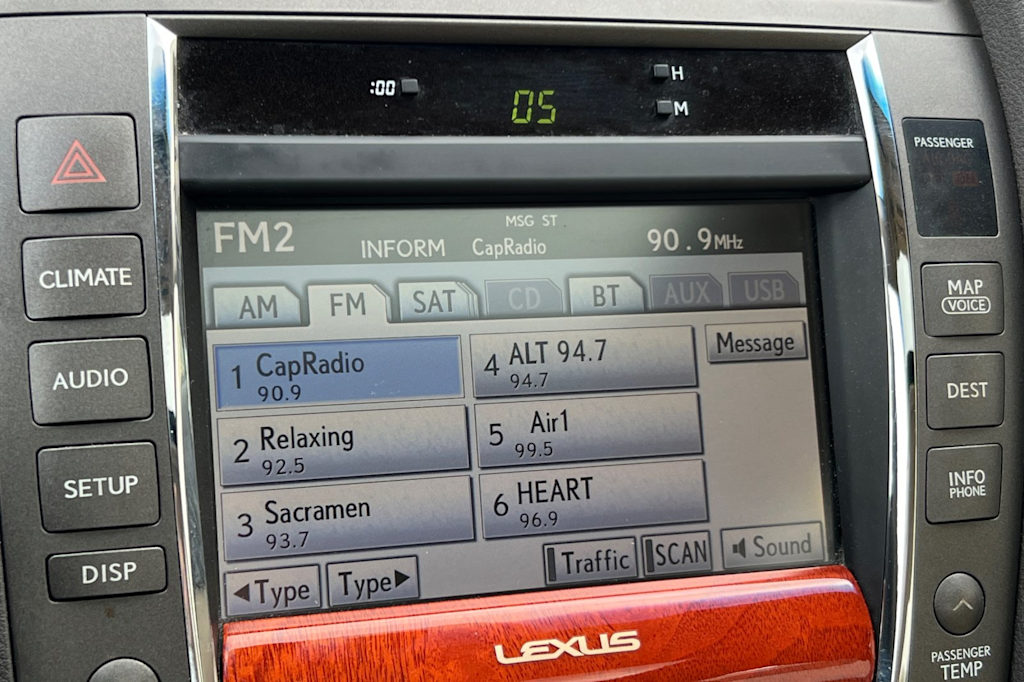 :00
H
05
M
PASSENGER
FM2
MSG ST
INFORM
CapRadio
90.9MHz
CLIMATE
MAP
VOICE
AM
FM
SAT
CD
BT
AUX
USB
1 CapRadio
90.9
4 ALT 94.7
94.7
Message
AUDIO
DEST
2 Relaxing
92.5
5 Air1
99.5
SETUP
INFO
PHONE
3 Sacramen
93.7
6 HEART
96.9
DISP
◀Type
Type▶
Traffic
SCAN
Sound
LEXUS
PASSENGER
TEMP